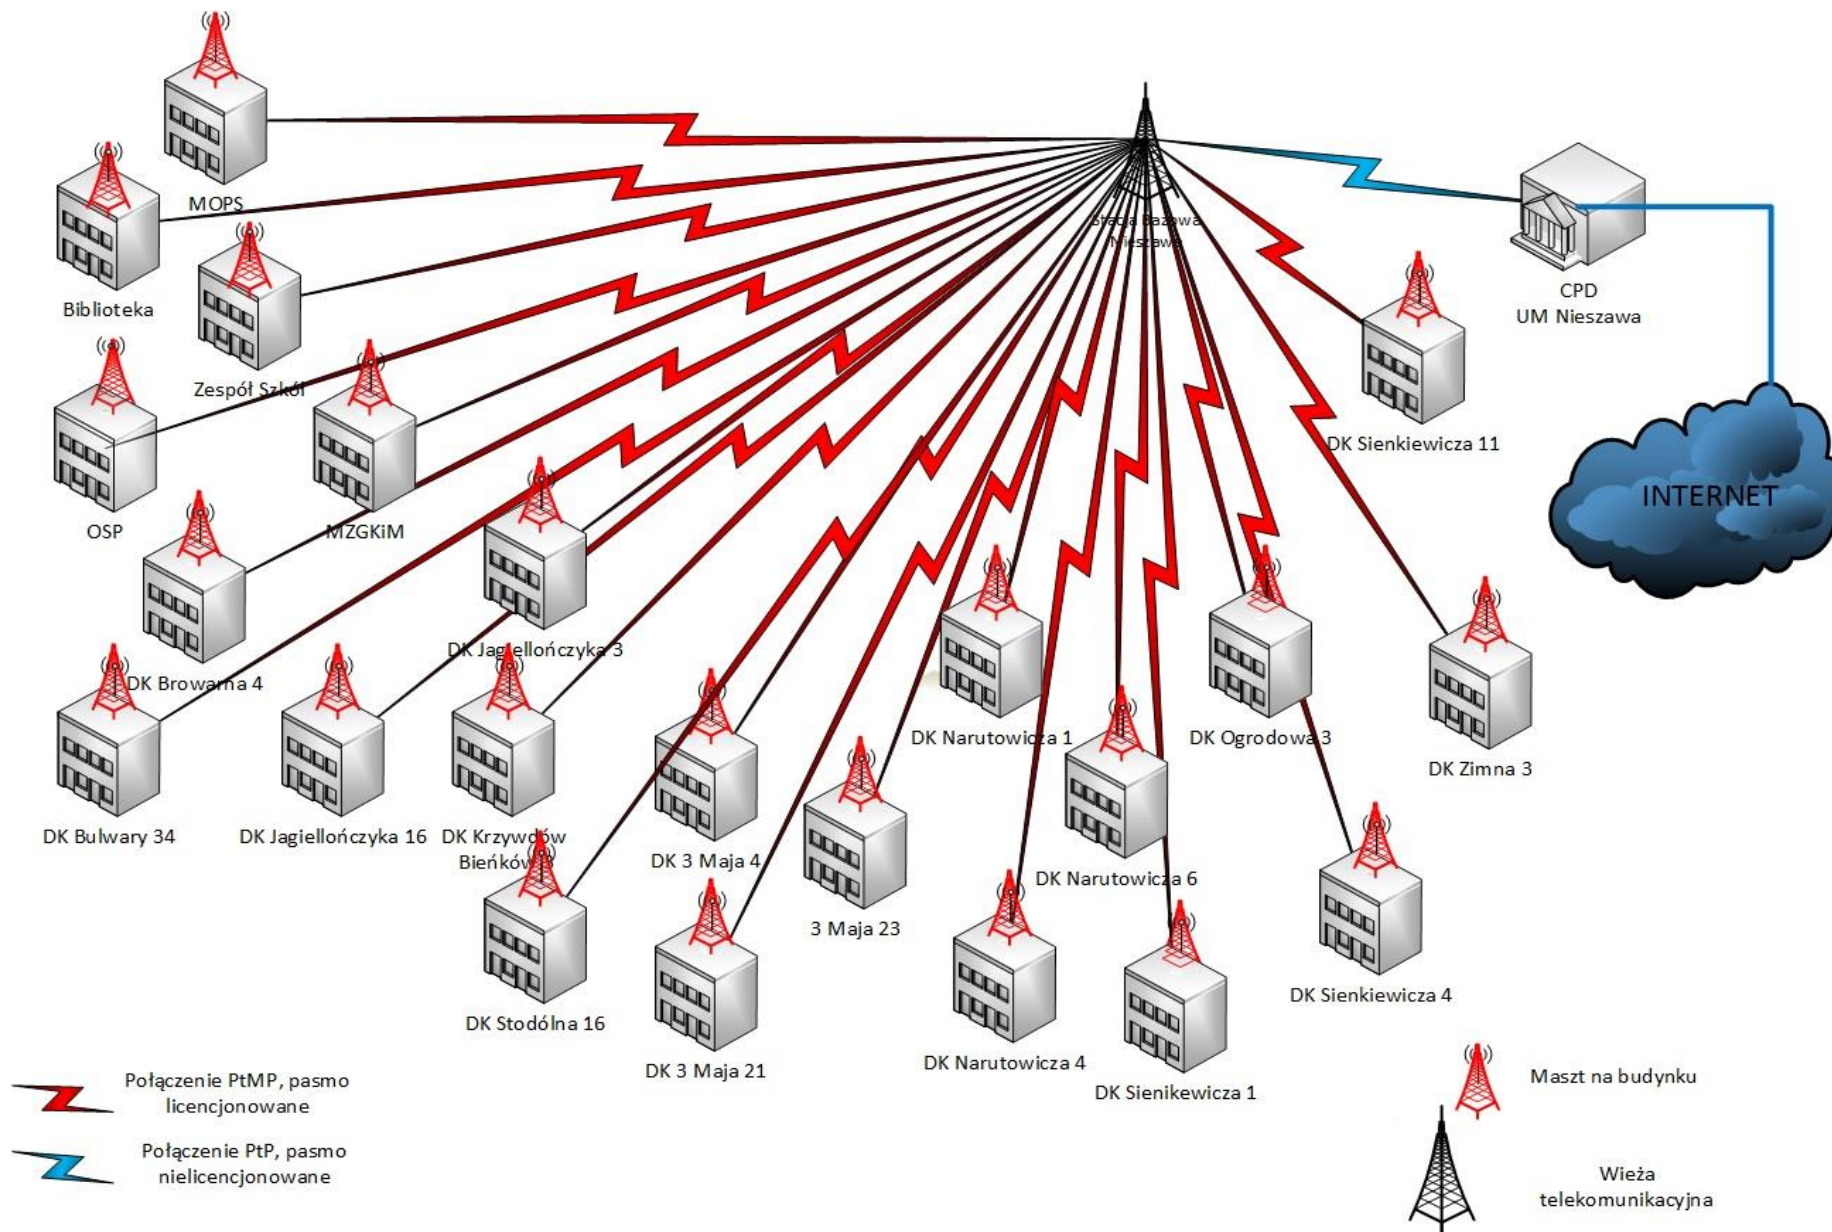 MOPS
Stacja Bazowa
Nieszawa
Biblioteka
CPD
UM Nieszawa
Zespół Szkół
DK Sienkiewicza 11
INTERNET
OSP
MZGKiM
DK Jagiellończyka 3
DK Browarna 4
DK Narutowicza 1
DK Ogrodowa 3
DK Zimna 3
DK Bulwary 34
DK Jagiellończyka 16
DK Krzywdów
Bieńków
DK 3 Maja 4
DK Narutowicza 6
3 Maja 23
DK Sienkiewicza 4
DK Stodólna 16
DK 3 Maja 21
DK Narutowicza 4
DK Sienikewicza 1
Połączenie PtMP, pasmo
licencjonowane
Maszt na budynku
Połączenie PtP, pasmo
nielicencjonowane
Wieża
telekomunikacyjna